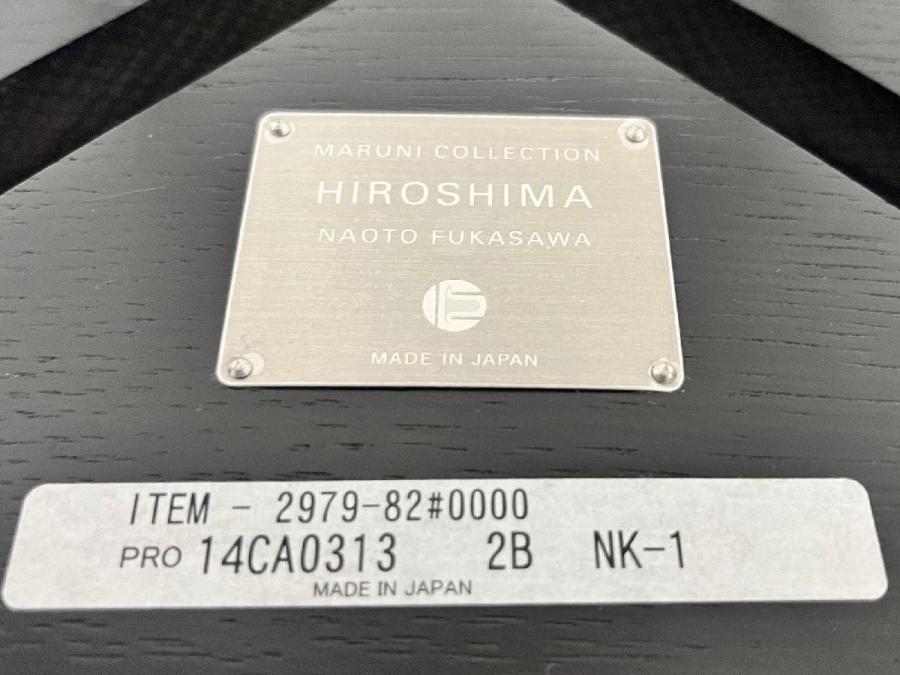 MARUNI COLLECTION
HIROSHIMA
NAOTO FUKASAWA
MADE IN JAPAN
ITEM - 2979-82#0000
PRO 14CA0313 2B NK-1
MADE IN JAPAN